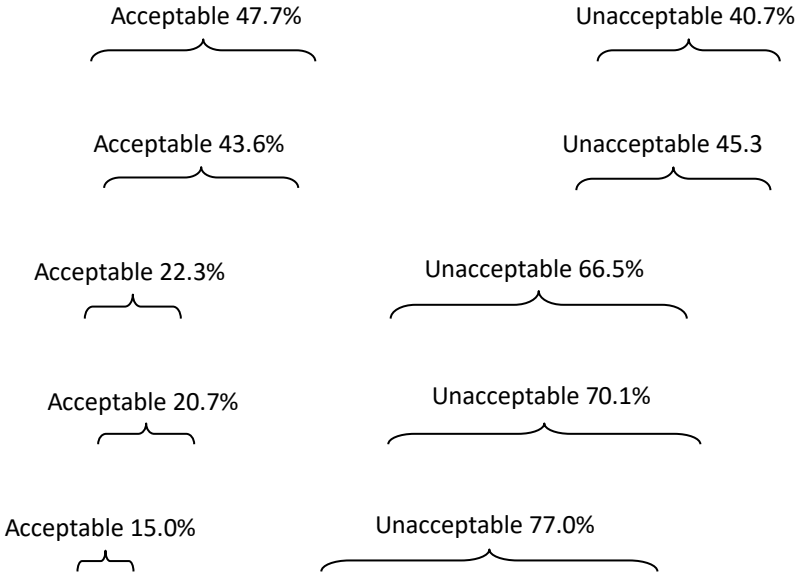 Acceptable 47.7% Unacceptable 40.7%
Acceptable 43.6% Unacceptable 45.3
Acceptable 22.3% Unacceptable 66.5%
Acceptable 20.7% Unacceptable 70.1%
Acceptable 15.0% Unacceptable 77.0%